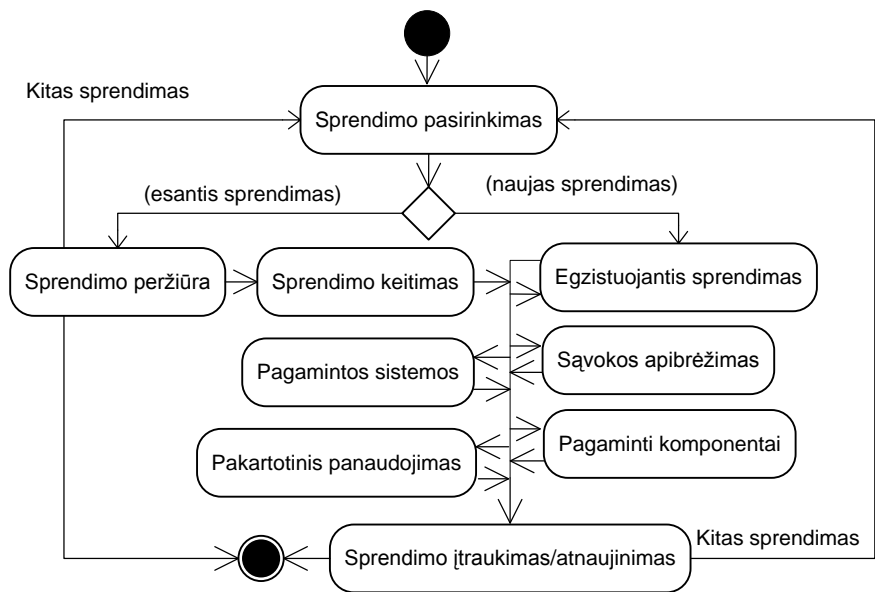 Kitas sprendimas
Sprendimo pasirinkimas
(esantis sprendimas)
(naujas sprendimas)
Sprendimo peržiūra
Sprendimo keitimas
Egzistuojantis sprendimas
Pagamintos sistemos
Sąvokos apibrėžimas
Pakartotinis panaudojimas
Pagaminti komponentai
Sprendimo įtraukimas/atnaujinimas
Kitas sprendimas